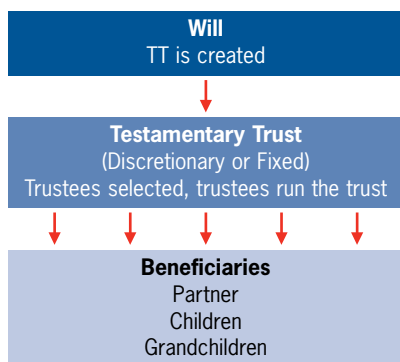 Will
TT is created
Testamentary Trust
(Discretionary or Fixed)
Trustees selected, trustees run the trust
Beneficiaries
Partner
Children
Grandchildren